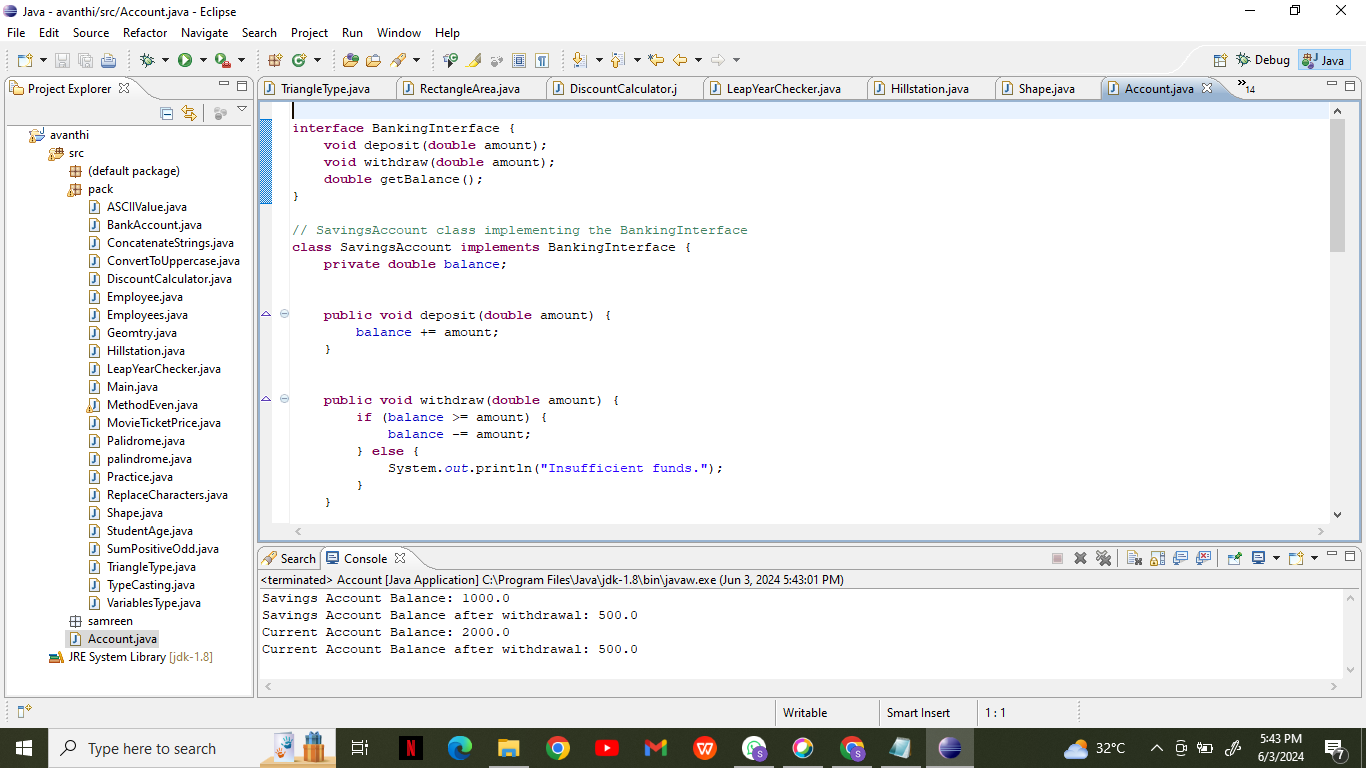 Java - avanthi/src/Account.java - Eclipse
File Edit Source Refactor Navigate Search Project Run Window Help
Debug Java
Project Explorer
TriangleType.java RectangleArea.java DiscountCalculator.j LeapYearChecker.java Hillstation.java Shape.java Account.java »14
avanthi
src
(default package)
pack
ASCIIValue.java
BankAccount.java
ConcatenateStrings.java
ConvertToUppercase.java
DiscountCalculator.java
Employee.java
Employees.java
Geomtry.java
Hillstation.java
LeapYearChecker.java
Main.java
MethodEven.java
MovieTicketPrice.java
Palidrome.java
palindrome.java
Practice.java
ReplaceCharacters.java
Shape.java
StudentAge.java
SumPositiveOdd.java
TriangleType.java
TypeCasting.java
VariablesType.java
samreen
Account.java
JRE System Library [jdk-1.8]
interface BankingInterface {
void deposit(double amount);
void withdraw(double amount);
double getBalance();
}
// SavingsAccount class implementing the BankingInterface
class SavingsAccount implements BankingInterface {
private double balance;
public void deposit(double amount) {
balance += amount;
}
public void withdraw(double amount) {
if (balance >= amount) {
balance -= amount;
} else {
System.out.println("Insufficient funds.");
}
}
Search Console
<terminated> Account [Java Application] C:\Program Files\Java\jdk-1.8\bin\javaw.exe (Jun 3, 2024 5:43:01 PM)
Savings Account Balance: 1000.0
Savings Account Balance after withdrawal: 500.0
Current Account Balance: 2000.0
Current Account Balance after withdrawal: 500.0
Writable Smart Insert 1 : 1
Type here to search
32°C
5:43 PM
6/3/2024
7